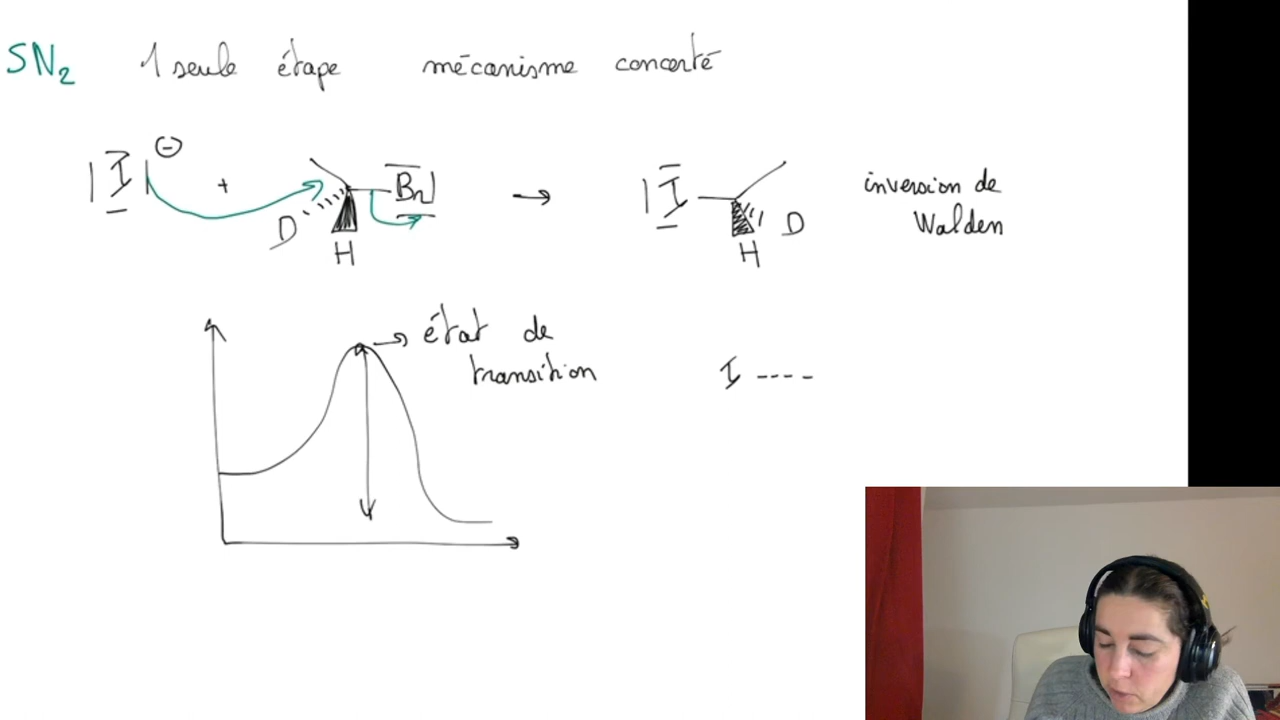 SN2 1 seule étape mécanisme concerté
I ⊖ + D H Br → I D H inversion de
Walden
état de
transition
I ----